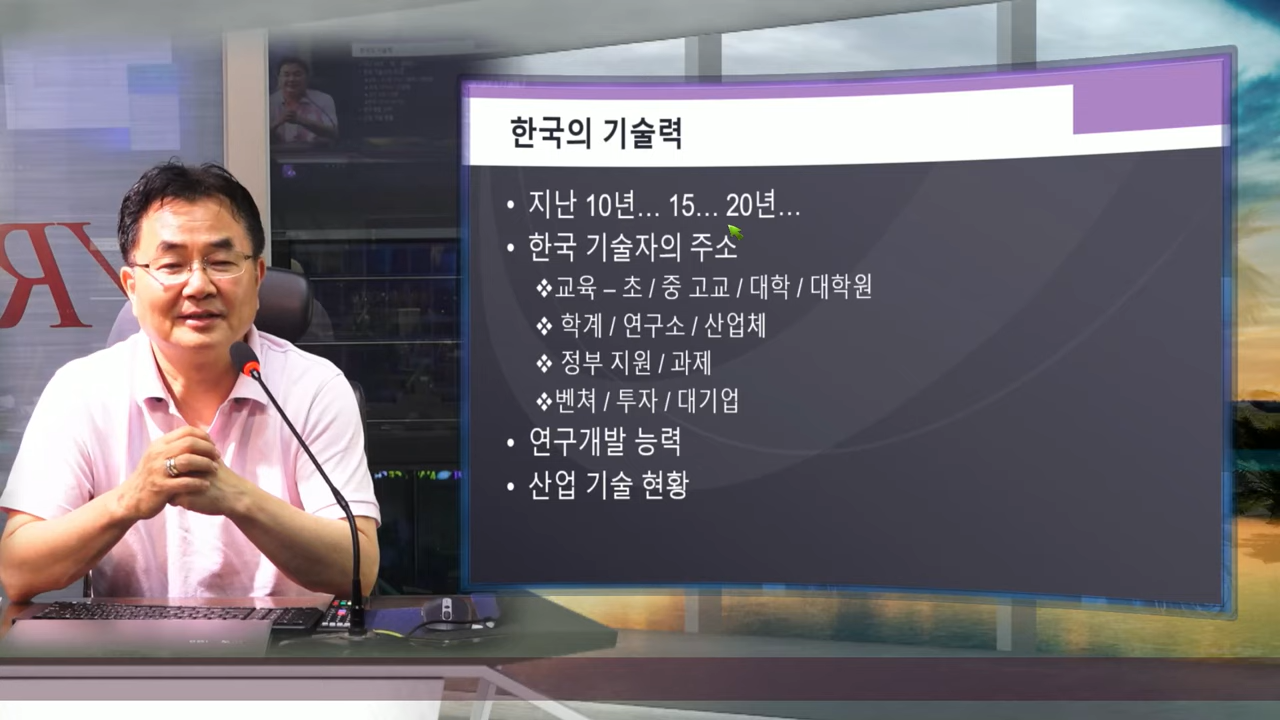 한국의 기술력
• 지난 10년... 15... 20년...
• 한국 기술자의 주소
❖교육 – 초 / 중 고교 / 대학 / 대학원
❖ 학계 / 연구소 / 산업체
❖ 정부 지원 / 과제
❖벤쳐 / 투자 / 대기업
• 연구개발 능력
• 산업 기술 현황